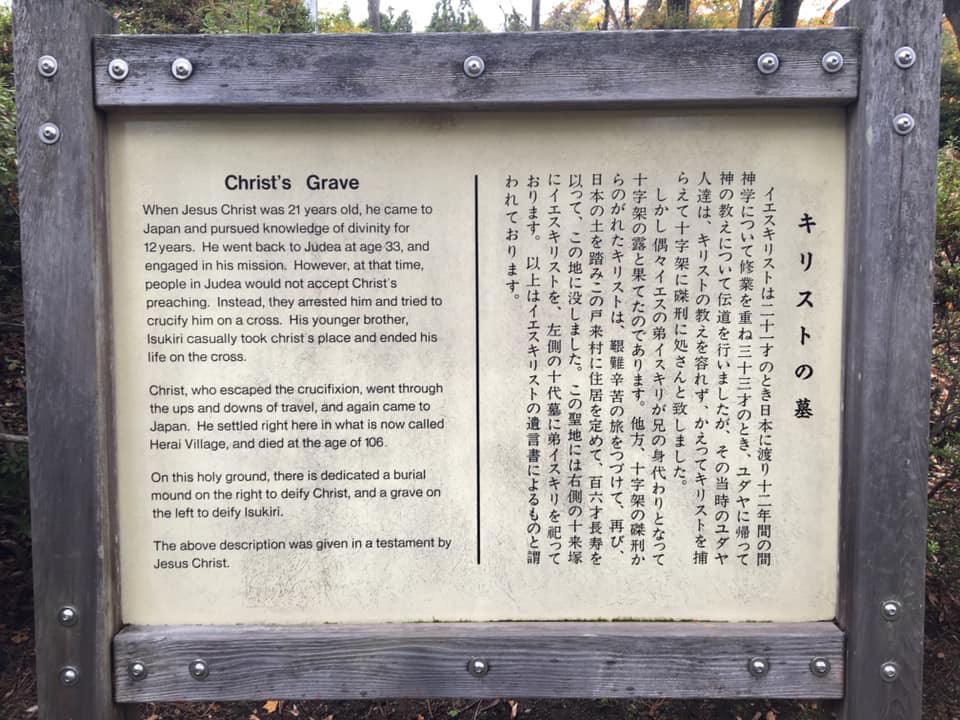 Christ's Grave
When Jesus Christ was 21 years old, he came to
Japan and pursued knowledge of divinity for
12 years. He went back to Judea at age 33, and
engaged in his mission. However, at that time,
people in Judea would not accept Christ's
preaching. Instead, they arrested him and tried to
crucify him on a cross. His younger brother,
Isukiri casually took christ's place and ended his
life on the cross.
Christ, who escaped the crucifixion, went through
the ups and downs of travel, and again came to
Japan. He settled right here in what is now called
Herai Village, and died at the age of 106.
On this holy ground, there is dedicated a burial
mound on the right to deify Christ, and a grave on
the left to deify Isukiri.
The above description was given in a testament by
Jesus Christ.
キリストの墓
イエスキリストは二十一才のとき日本に渡り十二年間の間
神学について修業を重ね三十三才のとき、ユダヤに帰って
神の教えについて伝道を行いましたが、その当時のユダヤ
人達は、キリストの教えを容れず、かえってキリストを捕
らえて十字架に磔刑に処さんと致しました。
しかし偶々イエスの弟イスキリが兄の身代わりとなって
十字架の露と果てたのであります。他方、十字架の磔刑か
らのがれたキリストは、艱難辛苦の旅をつづけて、再び、
日本の土を踏みこの戸来村に住居を定めて、百六才長寿を
以って、この地に没しました。この聖地には右側の十来塚
にイエスキリストを、左側の十代墓に弟イスキリを祀って
おります。以上はイエスキリストの遺言書によるものと謂
われております。